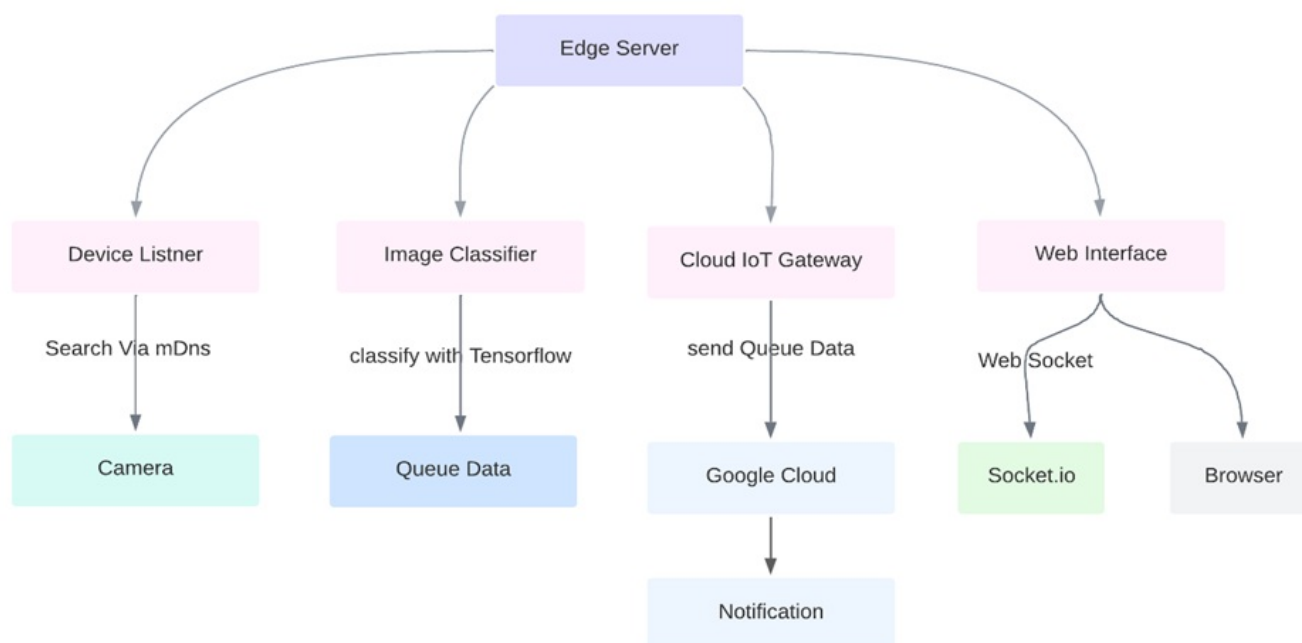 Edge Server
Device Listner
Image Classifier
Cloud IoT Gateway
Web Interface
Search Via mDns
classify with Tensorflow
send Queue Data
Web Socket
Camera
Queue Data
Google Cloud
Socket.io
Browser
Notification